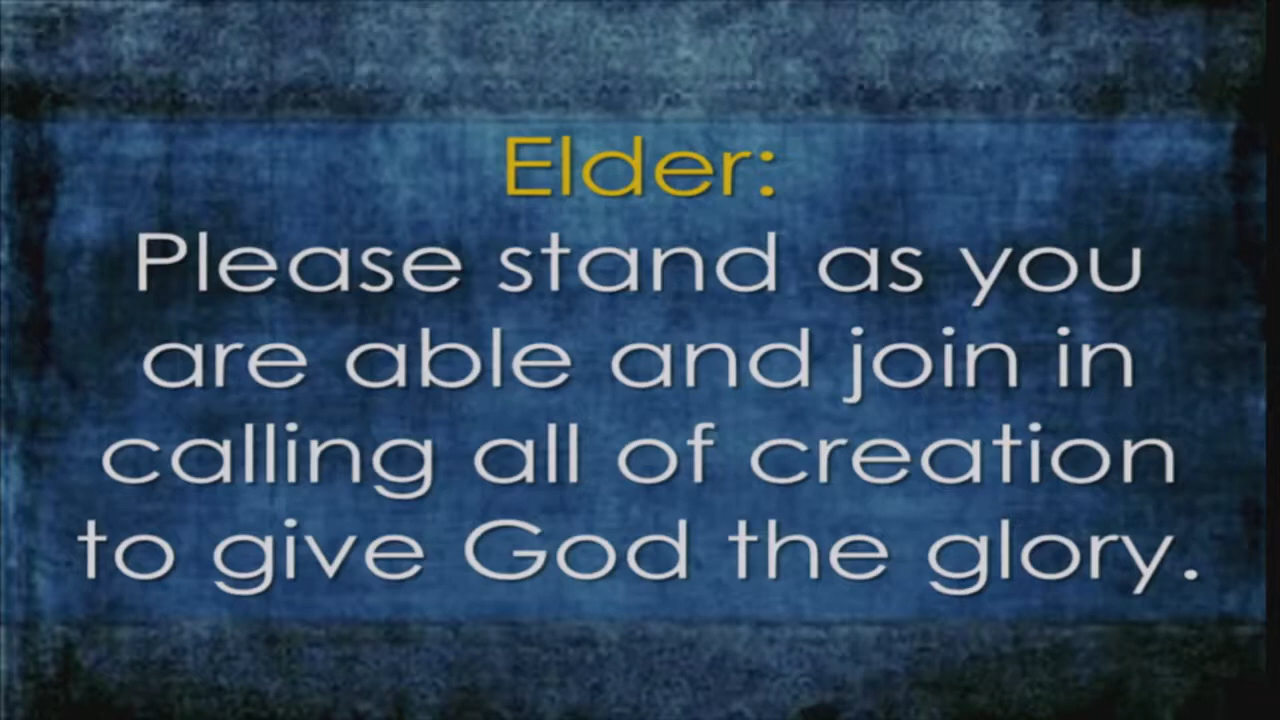 Elder:
Please stand as you
are able and join in
calling all of creation
to give God the glory.